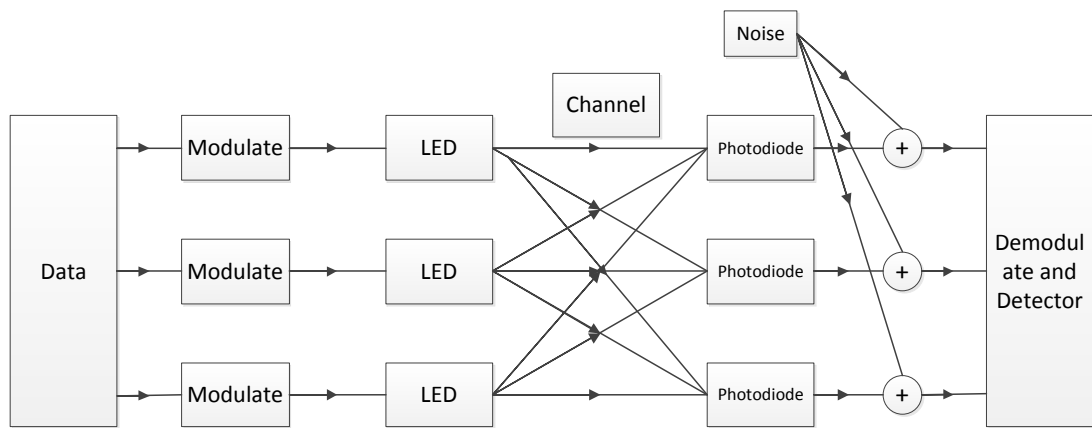 Noise
Channel
Data
Modulate
LED
Photodiode
+
Modulate
LED
Photodiode
+
Modulate
LED
Photodiode
+
Demodul
ate and
Detector